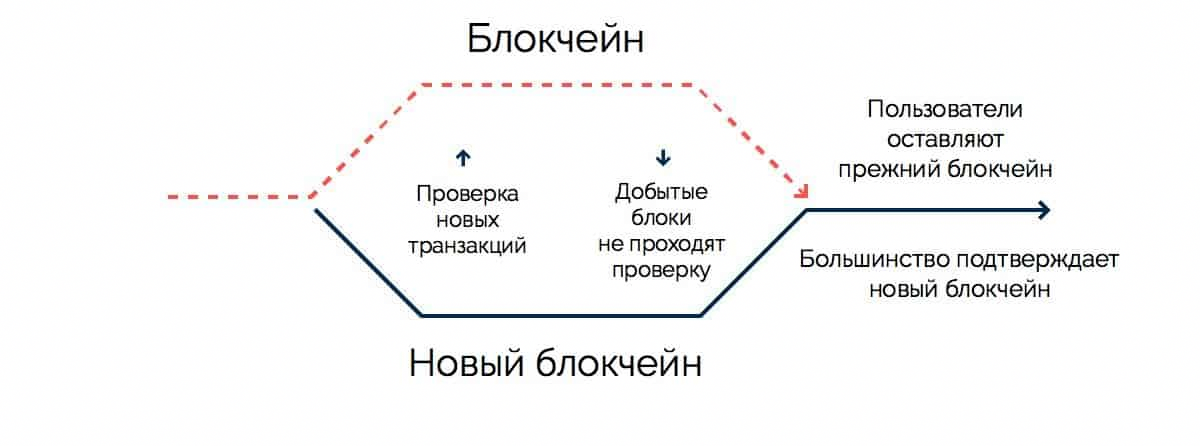 Блокчейн
Пользователи
оставляют
прежний блокчейн
Проверка
новых
транзакций
Добытые
блоки
не проходят
проверку
Большинство подтверждает
новый блокчейн
Новый блокчейн